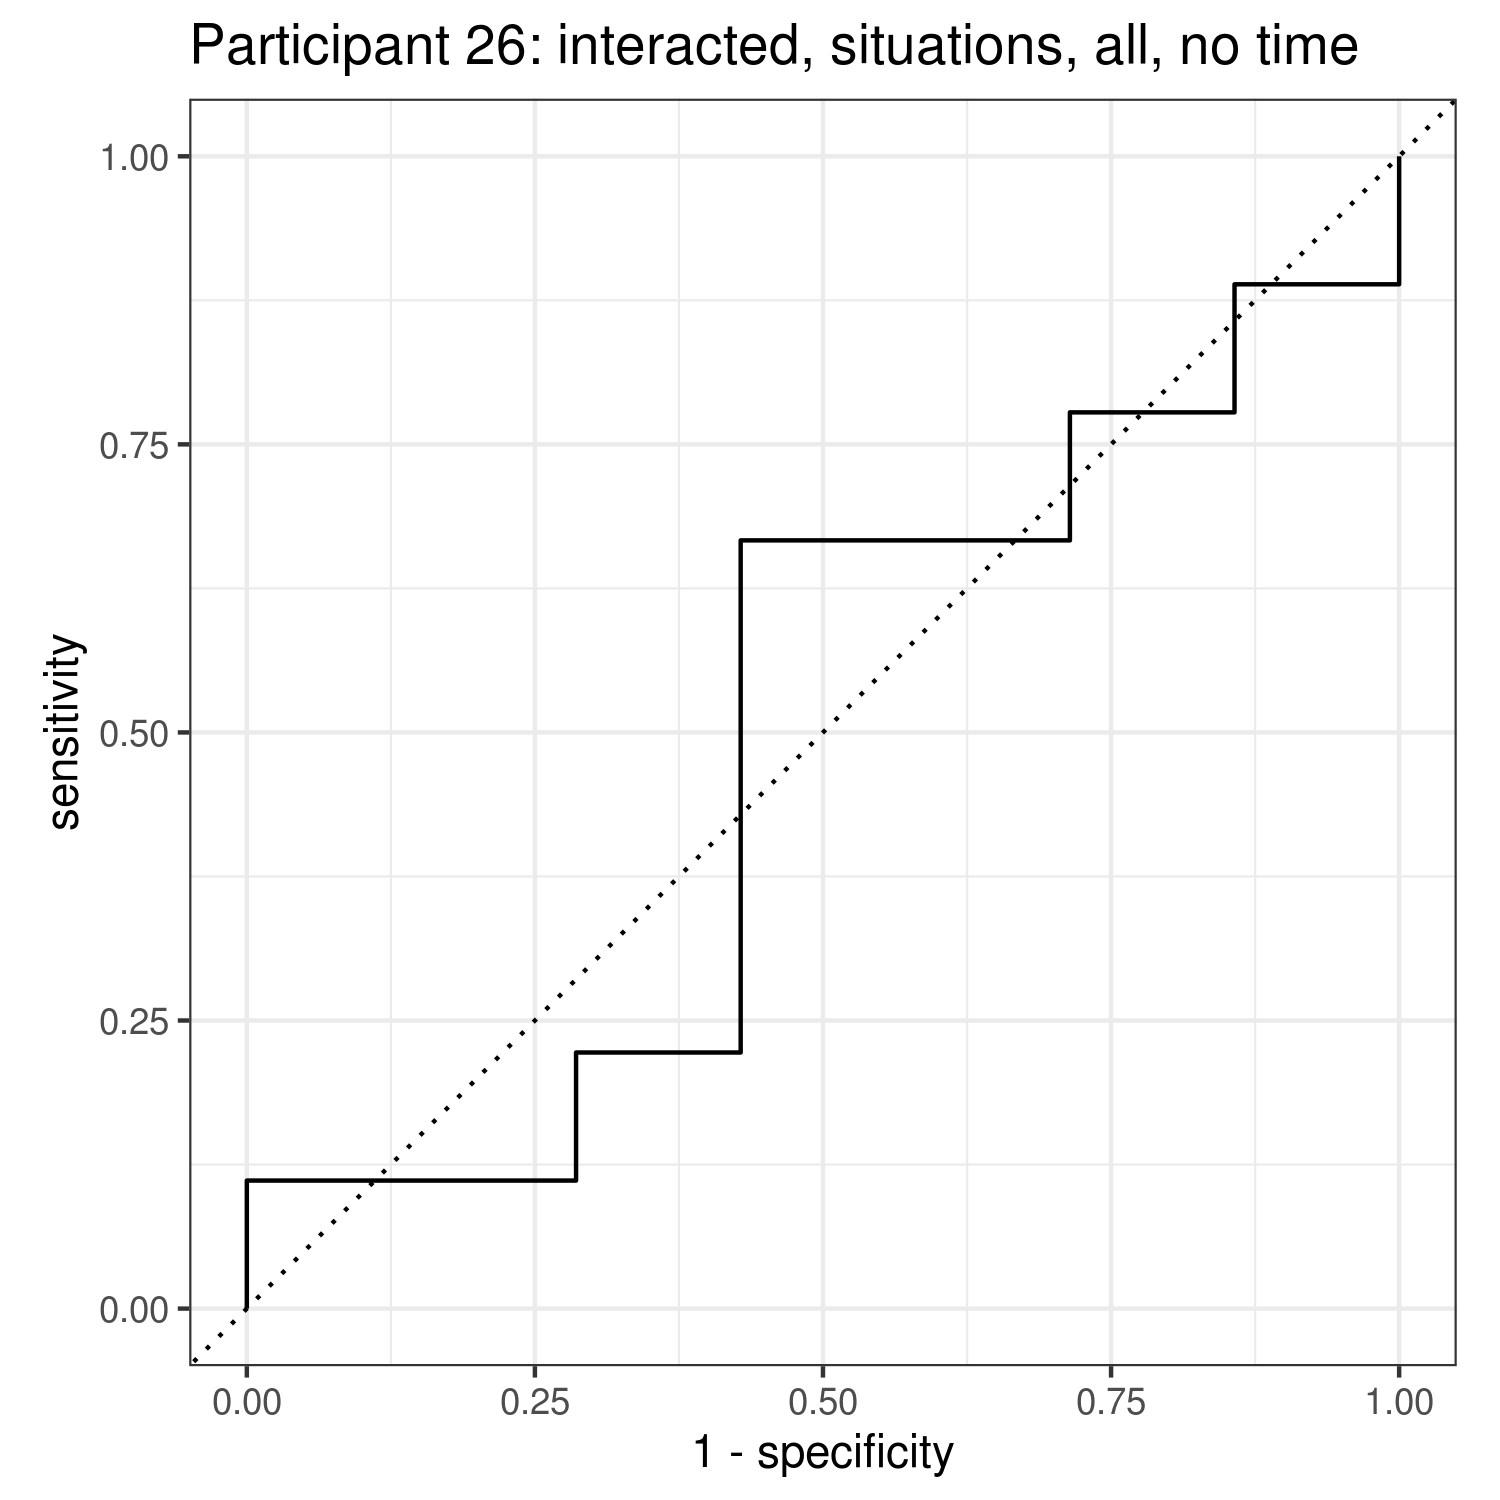 Participant 26: interacted, situations, all, no time
1.00
0.75
0.50
0.25
0.00
sensitivity
0.00 0.25 0.50 0.75 1.00
1 - specificity